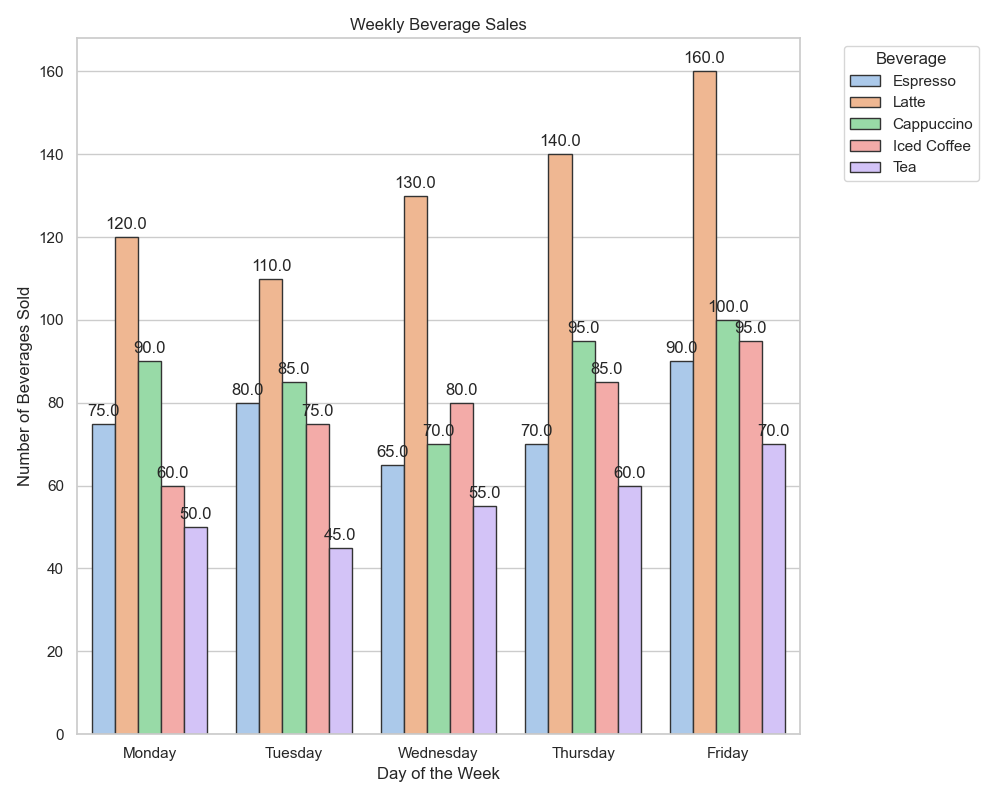 Weekly Beverage Sales
Number of Beverages Sold
160
140
120
100
80
60
40
20
0
75.0
120.0
90.0
60.0
50.0
80.0
110.0
85.0
75.0
45.0
65.0
130.0
70.0
80.0
55.0
70.0
140.0
95.0
85.0
60.0
90.0
160.0
100.0
95.0
70.0
Monday
Tuesday
Wednesday
Thursday
Friday
Day of the Week
Beverage
Espresso
Latte
Cappuccino
Iced Coffee
Tea